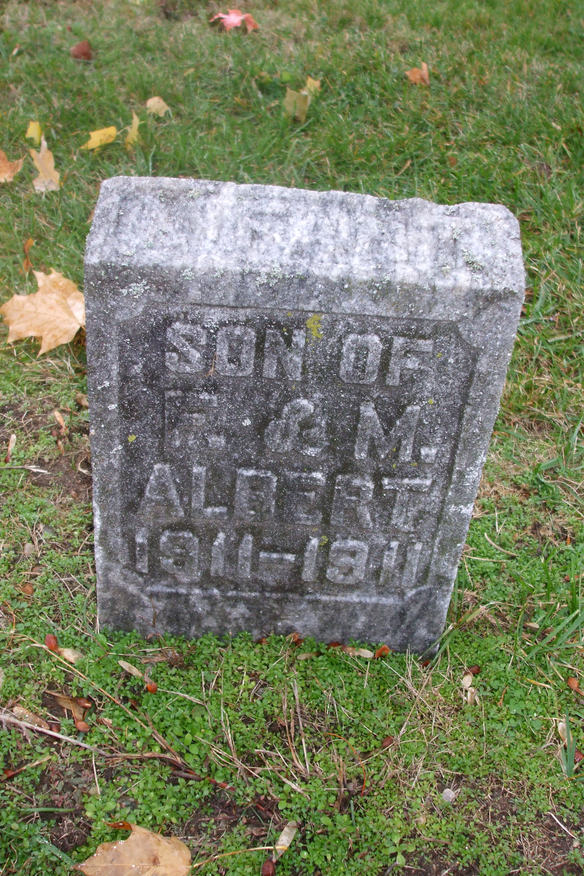 SON OF
F. & M.
ALBERT
1911-1911